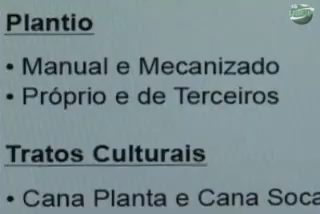 Plantio
• Manual e Mecanizado
• Próprio e de Terceiros
Tratos Culturais
• Cana Planta e Cana Soca